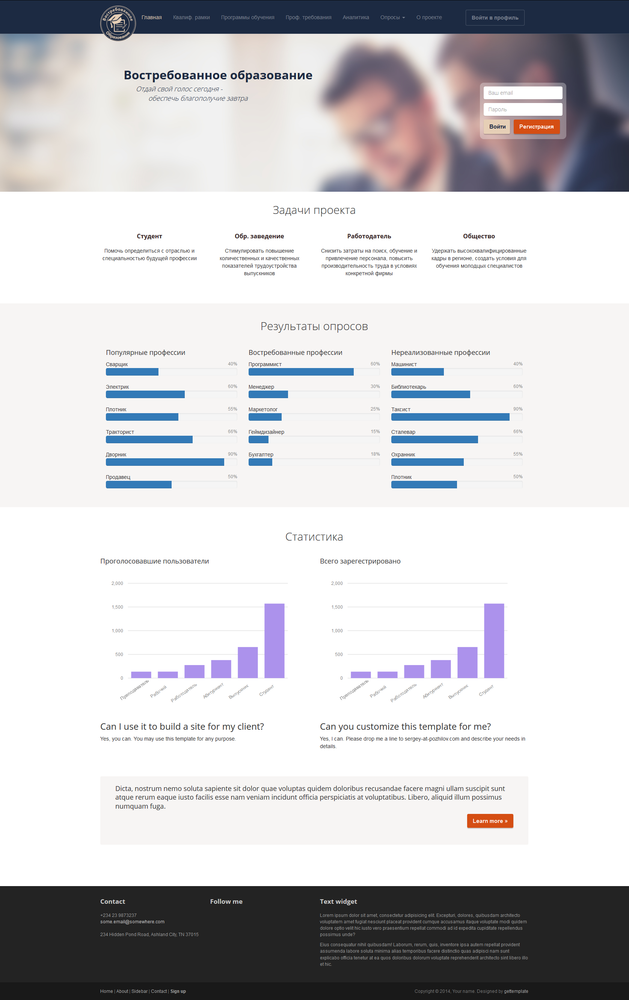 Востребованное
Образование
Главная
Квалиф. рамки
Программы обучения
Проф. требования
Аналитика
Опросы
О проекте
Войти в профиль
Востребованное образование
Отдай свой голос сегодня -
обеспечь благополучие завтра
Ваш email
Пароль
Войти
Регистрация
Задачи проекта
Студент
Помочь определиться с отраслью и
специальностью будущей профессии
Обр. заведение
Стимулировать повышение
количественных и качественных
показателей трудоустройства
выпускников
Работодатель
Снизить затраты на поиск, обучение и
привлечение персонала, повысить
производительность труда в условиях
конкретной фирмы
Общество
Удержать высококвалифицированные
кадры в регионе, создать условия для
обучения молодцых специалистов
Результаты опросов
Популярные профессии
Сварщик 40%
Электрик 60%
Плотник 55%
Тракторист 66%
Дворник 90%
Продавец 50%
Востребованные профессии
Программист 60%
Менеджер 30%
Маркетолог 25%
Геймдизайнер 15%
Бухгалтер 18%
Нереализованные профессии
Машинист 40%
Библиотекарь 60%
Таксист 90%
Сталевар 66%
Охранник 55%
Плотник 50%
Статистика
Проголосовавшие пользователи
2,000
1,500
1,000
500
0
Преподаватель
Рабочий
Работодатель
Абитуриент
Выпускник
Студент
Всего зарегестрировано
2,000
1,500
1,000
500
0
Преподаватель
Рабочий
Работодатель
Абитуриент
Выпускник
Студент
Can I use it to build a site for my client?
Yes, you can. You may use this template for any purpose.
Can you customize this template for me?
Yes, I can. Please drop me a line to sergey-at-pozhilov.com and describe your needs in
details.
Dicta, nostrum nemo soluta sapiente sit dolor quae voluptas quidem doloribus recusandae facere magni ullam suscipit sunt
atque rerum eaque iusto facilis esse nam veniam incidunt officia perspiciatis at voluptatibus. Libero, aliquid illum possimus
numquam fuga.
Learn more »
Contact
+234 23 9873237
some.email@somewhere.com
234 Hidden Pond Road, Ashland City, TN 37015
Follow me
Text widget
Lorem ipsum dolor sit amet, consectetur adipisicing elit. Excepturi, dolores, quibusdam architecto
voluptatem amet fugiat nesciunt placeat provident cumque accusamus itaque voluptate modi quidem
dolore optio velit hic iusto vero praesentium repellat commodi ad id expedita cupiditate repellendus
possimus unde?
Eius consequatur nihil quibusdam! Laborum, rerum, quis, inventore ipsa autem repellat provident
assumenda labore soluta minima alias temporibus facere distinctio quas adipisci nam sunt
explicabo officia tenetur at ea quos doloribus dolorum voluptate reprehenderit architecto sint libero illo
et hic.
Home | About | Sidebar | Contact | Sign up
Copyright © 2014, Your name. Designed by gettemplate